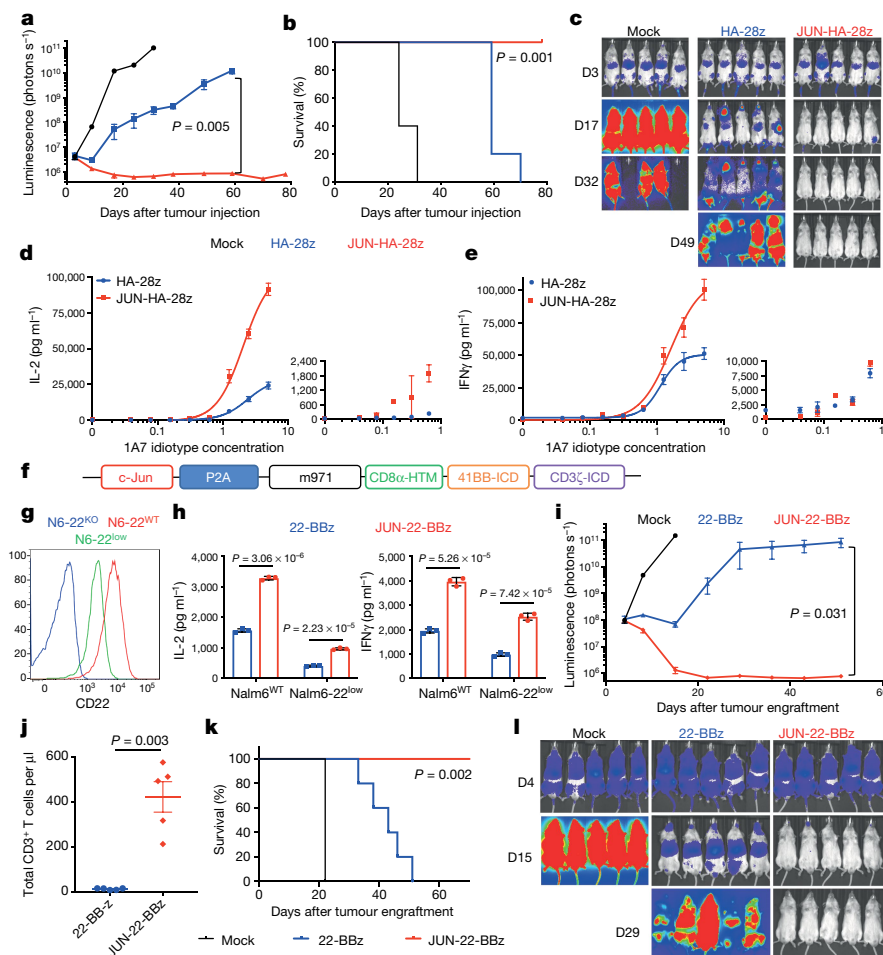 a
Luminescence (photons s⁻¹)
10¹¹
10¹⁰
10⁹
10⁸
10⁷
10⁶
P = 0.005
0 20 40 60 80
Days after tumour injection
b
Survival (%)
100
80
60
40
20
0
P = 0.001
0 20 40 60 80
Days after tumour injection
c
Mock HA-28z JUN-HA-28z
D3
D17
D32
D49
Mock HA-28z JUN-HA-28z
d
HA-28z
JUN-HA-28z
IL-2 (pg ml⁻¹)
100,000
75,000
50,000
25,000
0
0 0.1 1 10
1A7 idiotype concentration
2,400
1,800
1,200
600
0
0 0.1 1
e
HA-28z
JUN-HA-28z
IFNγ (pg ml⁻¹)
100,000
75,000
50,000
25,000
0
0 0.1 1 10
1A7 idiotype concentration
10,000
7,500
5,000
2,500
0
0 0.1 1
f
c-Jun P2A m971 CD8α-HTM 41BB-ICD CD3ζ-ICD
g
N6-22ᴷᴼ N6-22ᵂᵀ
N6-22ˡᵒʷ
100
80
60
40
20
0
0 10³ 10⁴ 10⁵
CD22
h
22-BBz JUN-22-BBz
IL-2 (pg ml⁻¹)
4,000
3,000
2,000
1,000
0
P = 3.06 × 10⁻⁶
P = 2.23 × 10⁻⁵
Nalm6ᵂᵀ Nalm6-22ˡᵒʷ
IFNγ (pg ml⁻¹)
5,000
4,000
3,000
2,000
1,000
0
P = 5.26 × 10⁻⁵
P = 7.42 × 10⁻⁵
Nalm6ᵂᵀ Nalm6-22ˡᵒʷ
i
Mock 22-BBz JUN-22-BBz
Luminescence (photons s⁻¹)
10¹¹
10¹⁰
10⁸
10⁶
P = 0.031
0 20 40 60
Days after tumour engraftment
j
Total CD3⁺ T cells per µl
600
400
200
0
P = 0.003
22-BB-z
JUN-22-BBz
k
Survival (%)
100
80
60
40
20
0
P = 0.002
0 20 40 60
Days after tumour engraftment
Mock 22-BBz JUN-22-BBz
l
Mock 22-BBz JUN-22-BBz
D4
D15
D29